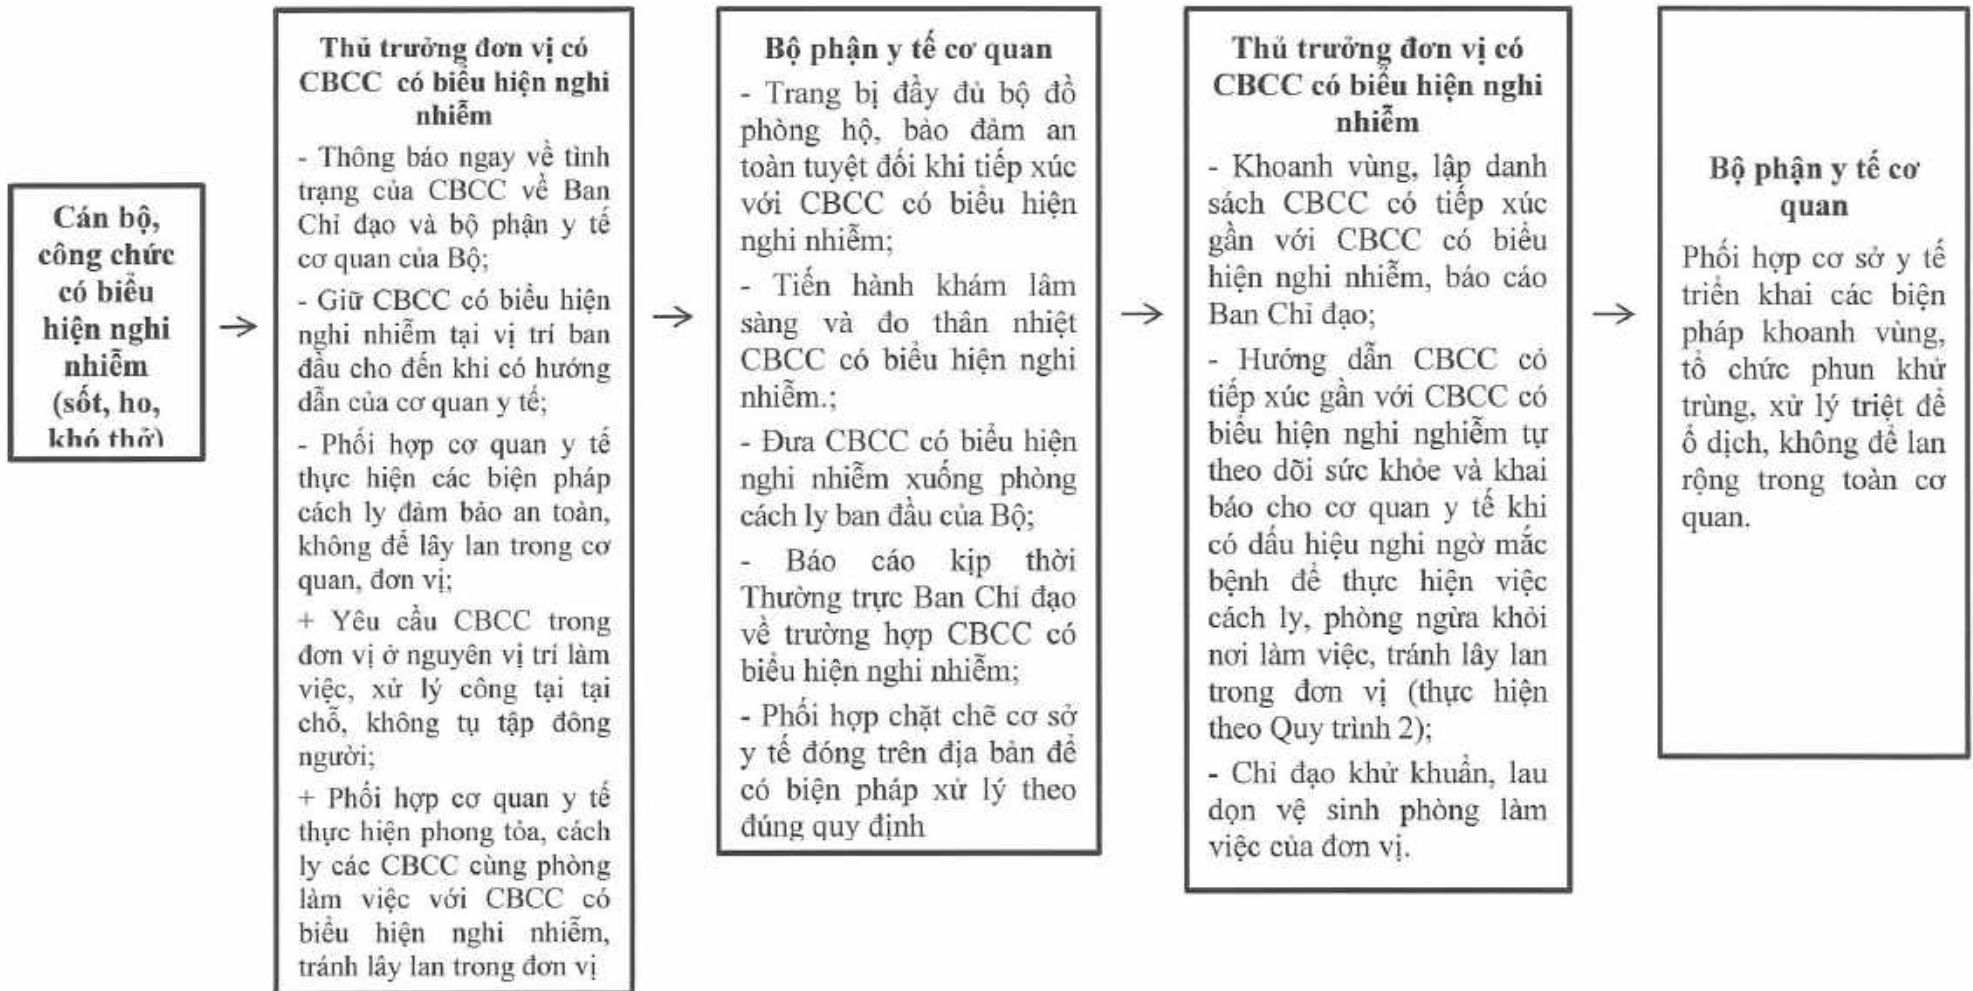 Cán bộ,
công chức
có biểu
hiện nghi
nhiễm
(sốt, ho,
khó thở)
Thủ trưởng đơn vị có
CBCC có biểu hiện nghi
nhiễm
- Thông báo ngay về tình
trạng của CBCC về Ban
Chỉ đạo và bộ phận y tế
cơ quan của Bộ;
- Giữ CBCC có biểu hiện
nghi nhiễm tại vị trí ban
đầu cho đến khi có hướng
dẫn của cơ quan y tế;
- Phối hợp cơ quan y tế
thực hiện các biện pháp
cách ly đảm bảo an toàn,
không để lây lan trong cơ
quan, đơn vị;
+ Yêu cầu CBCC trong
đơn vị ở nguyên vị trí làm
việc, xử lý công tại tại
chỗ, không tụ tập đông
người;
+ Phối hợp cơ quan y tế
thực hiện phong tỏa, cách
ly các CBCC cùng phòng
làm việc với CBCC có
biểu hiện nghi nhiễm,
tránh lây lan trong đơn vị
Bộ phận y tế cơ quan
- Trang bị đầy đủ bộ đồ
phòng hộ, bảo đảm an
toàn tuyệt đối khi tiếp xúc
với CBCC có biểu hiện
nghi nhiễm;
- Tiến hành khám lâm
sàng và đo thân nhiệt
CBCC có biểu hiện nghi
nhiễm.;
- Đưa CBCC có biểu hiện
nghi nhiễm xuống phòng
cách ly ban đầu của Bộ;
- Báo cáo kịp thời
Thường trực Ban Chỉ đạo
về trường hợp CBCC có
biểu hiện nghi nhiễm;
- Phối hợp chặt chẽ cơ sở
y tế đóng trên địa bàn để
có biện pháp xử lý theo
đúng quy định
Thủ trưởng đơn vị có
CBCC có biểu hiện nghi
nhiễm
- Khoanh vùng, lập danh
sách CBCC có tiếp xúc
gần với CBCC có biểu
hiện nghi nhiễm, báo cáo
Ban Chỉ đạo;
- Hướng dẫn CBCC có
tiếp xúc gần với CBCC có
biểu hiện nghi nghiễm tự
theo dõi sức khỏe và khai
báo cho cơ quan y tế khi
có dấu hiệu nghi ngờ mắc
bệnh để thực hiện việc
cách ly, phòng ngừa khỏi
nơi làm việc, tránh lây lan
trong đơn vị (thực hiện
theo Quy trình 2);
- Chỉ đạo khử khuẩn, lau
dọn vệ sinh phòng làm
việc của đơn vị.
Bộ phận y tế cơ
quan
Phối hợp cơ sở y tế
triển khai các biện
pháp khoanh vùng,
tổ chức phun khử
trùng, xử lý triệt để
ổ dịch, không để lan
rộng trong toàn cơ
quan.